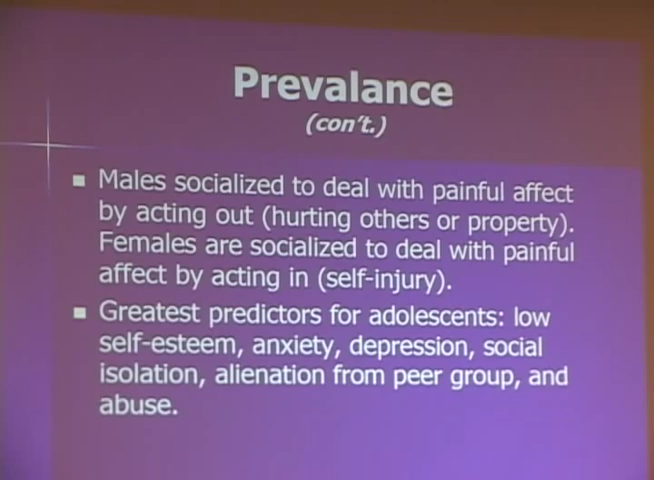 Prevalance
(con't.)
Males socialized to deal with painful affect
by acting out (hurting others or property).
Females are socialized to deal with painful
affect by acting in (self-injury).
Greatest predictors for adolescents: low
self-esteem, anxiety, depression, social
isolation, alienation from peer group, and
abuse.